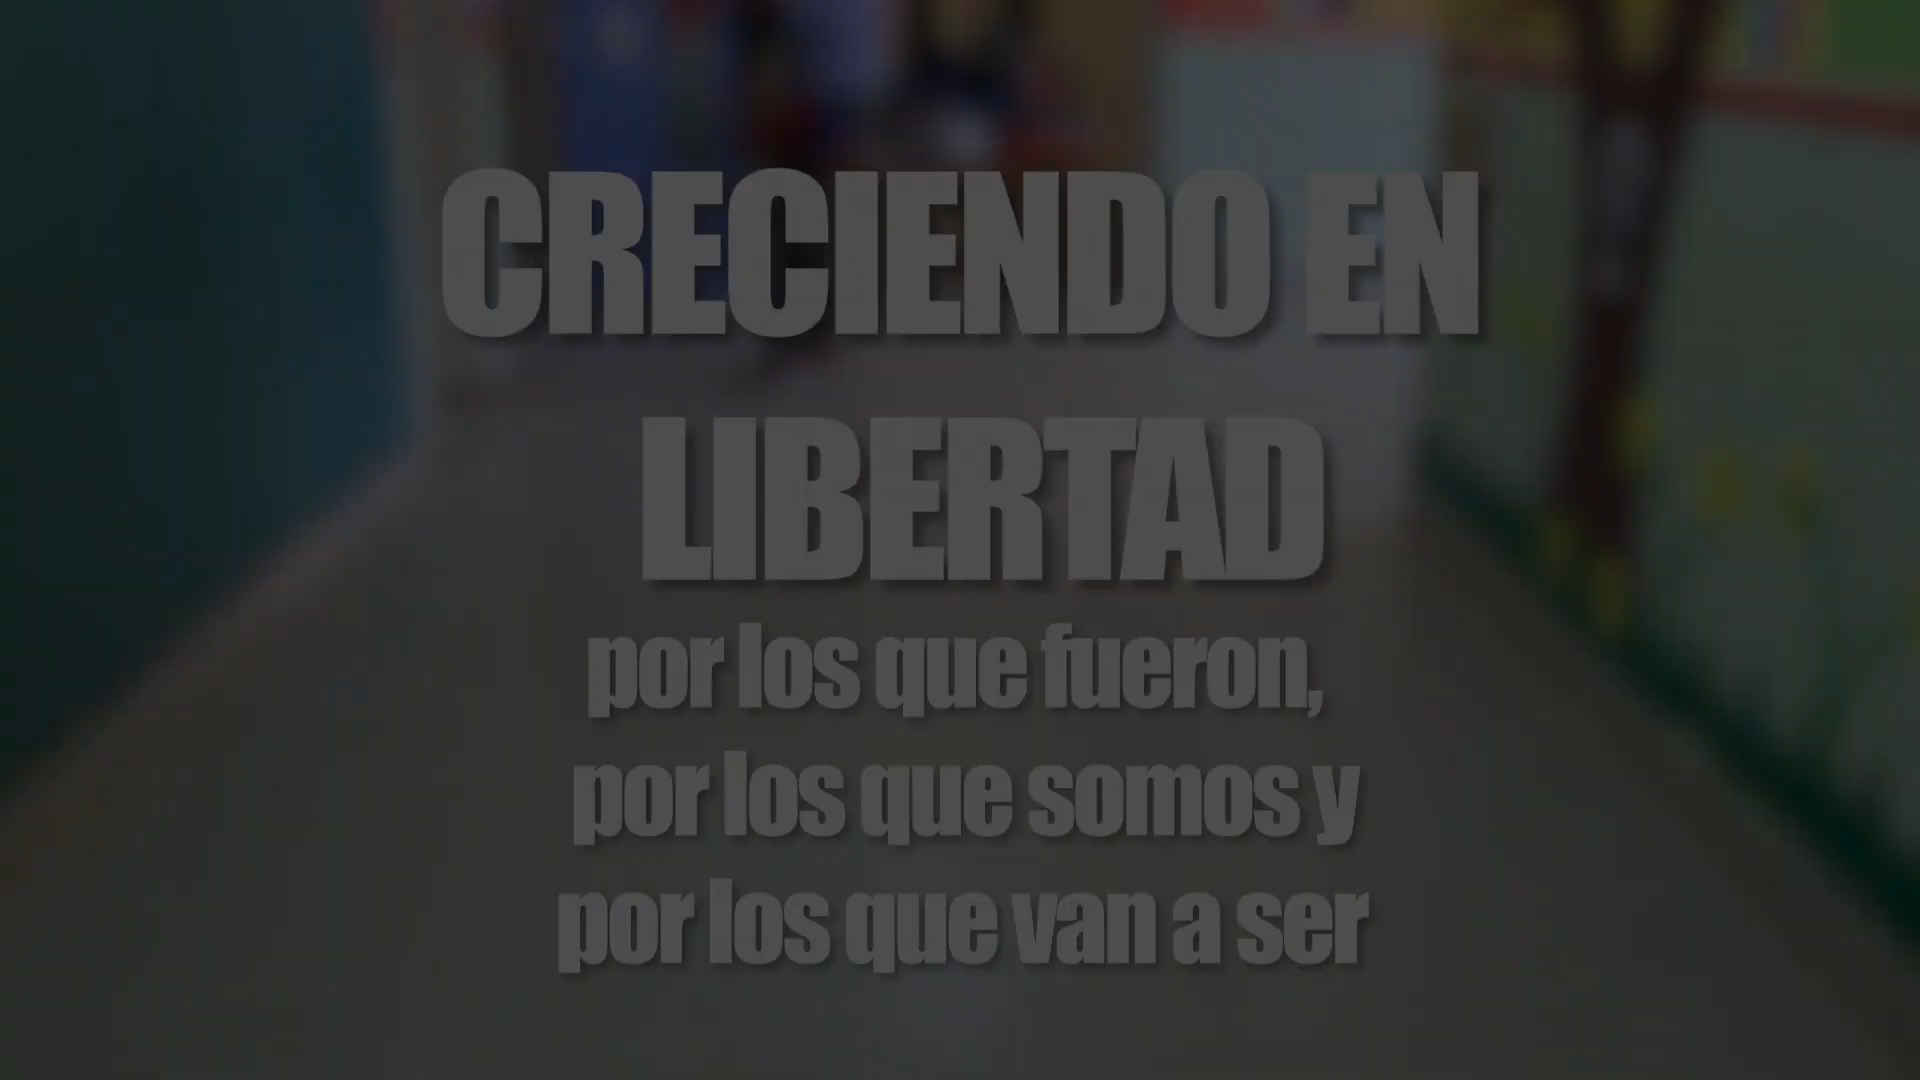 CRECIENDO EN
LIBERTAD
por los que fueron,
por los que somos y
por los que van a ser